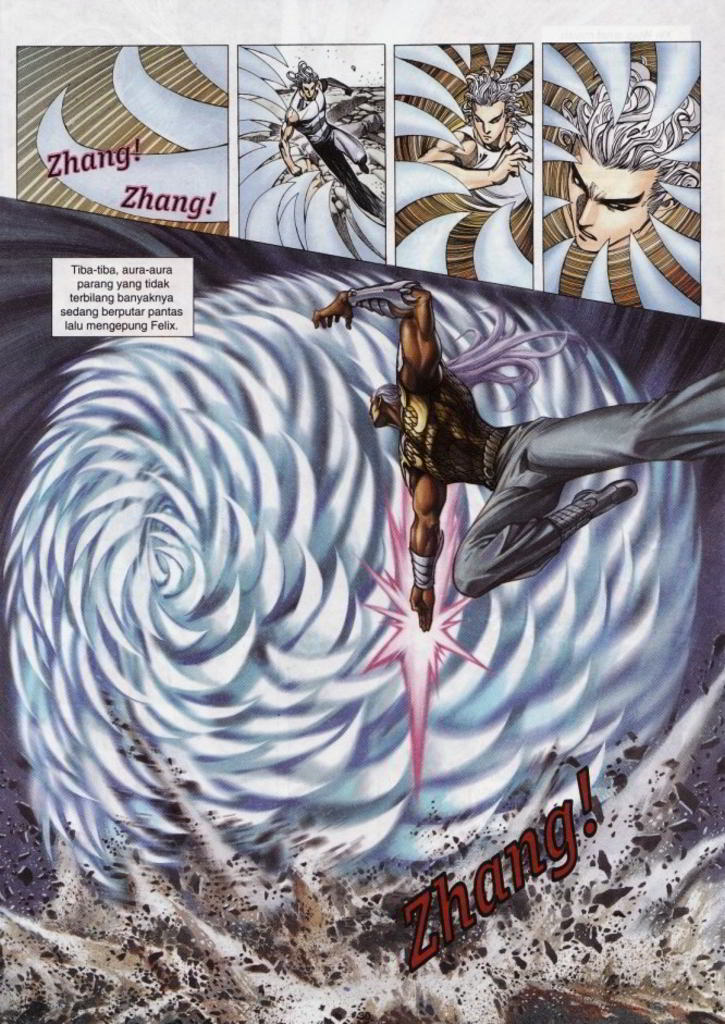 Zhang!
Zhang!
Tiba-tiba, aura-aura
parang yang tidak
terbilang banyaknya
sedang berputar pantas
lalu mengepung Felix.
Zhang!